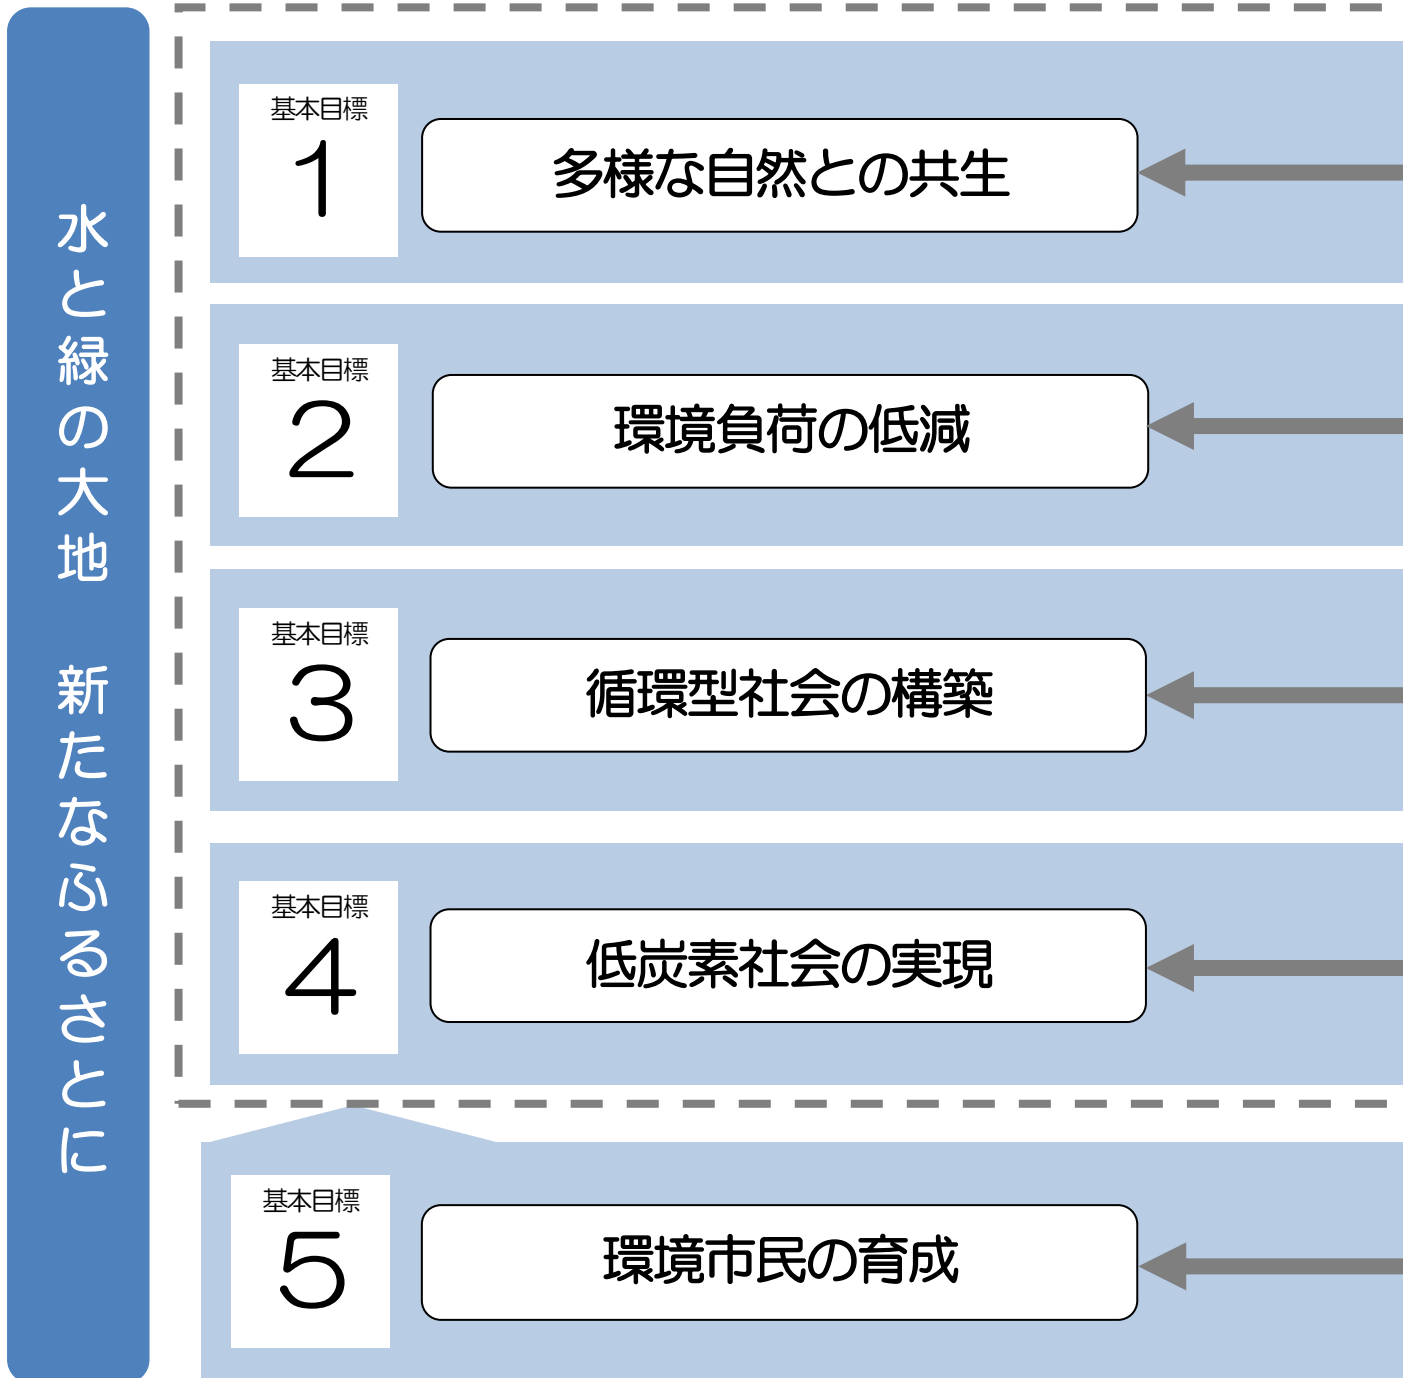 水と緑の大地　新たなふるさとに
基本目標
1
多様な自然との共生
基本目標
2
環境負荷の低減
基本目標
3
循環型社会の構築
基本目標
4
低炭素社会の実現
基本目標
5
環境市民の育成